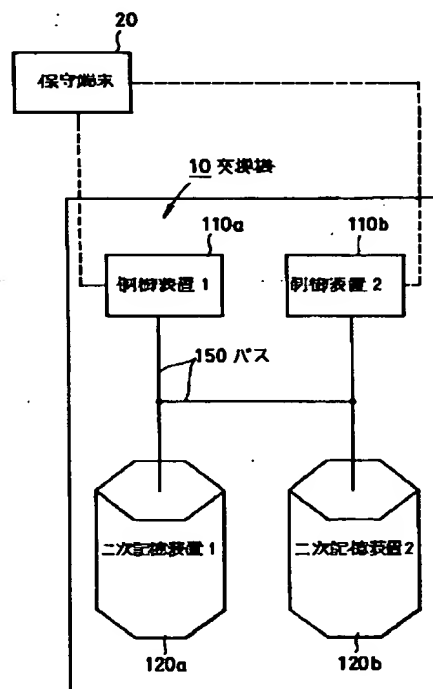 20
保守端末
10 交換機
110a
110b
制御装置1
制御装置2
150 バス
二次記憶装置1
二次記憶装置2
120a
120b